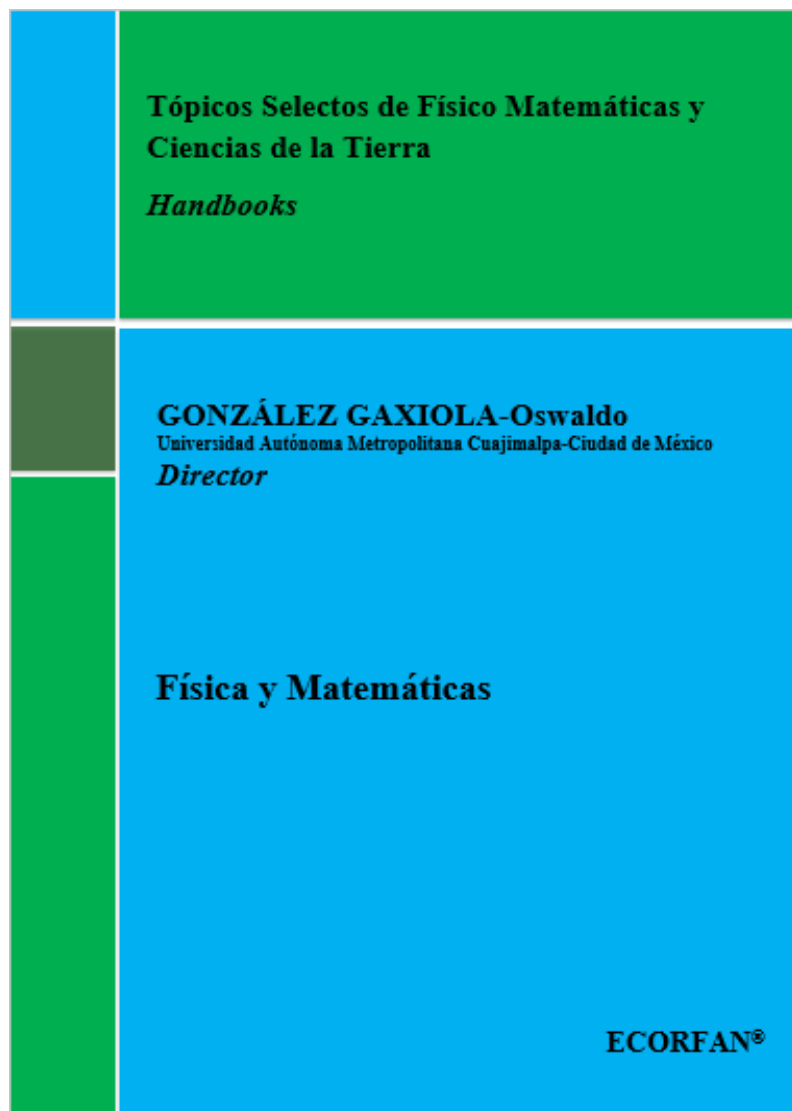 Tópicos Selectos de Físico Matemáticas y
Ciencias de la Tierra
Handbooks
GONZÁLEZ GAXIOLA-Oswaldo
Universidad Autónoma Metropolitana Cuajimalpa-Ciudad de México
Director
Física y Matemáticas
ECORFAN®